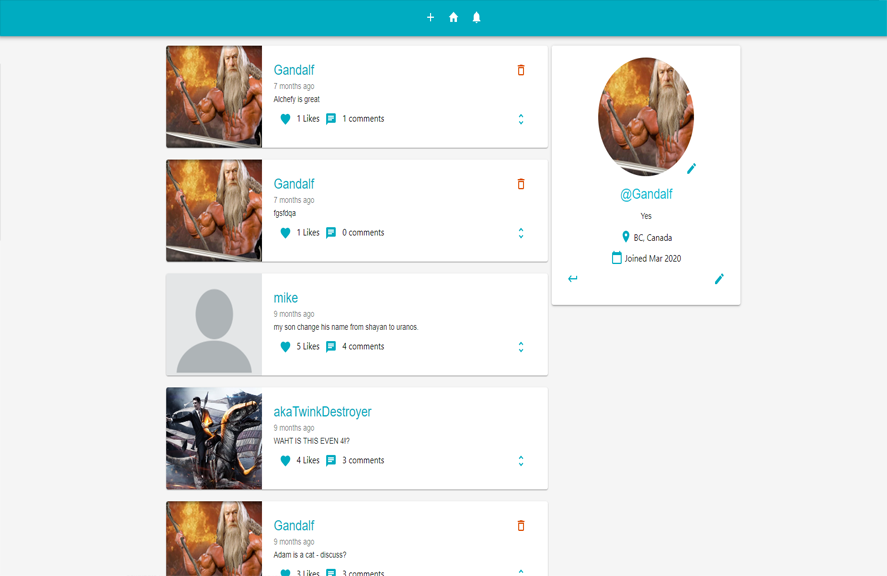 Gandalf
7 months ago
Alchefy is great
1 Likes 1 comments
Gandalf
7 months ago
fgsfdqa
1 Likes 0 comments
mike
9 months ago
my son change his name from shayan to uranos.
5 Likes 4 comments
akaTwinkDestroyer
9 months ago
WAHT IS THIS EVEN 4!?
4 Likes 3 comments
Gandalf
9 months ago
Adam is a cat - discuss?
3 Likes 3 comments
@Gandalf
Yes
BC, Canada
Joined Mar 2020